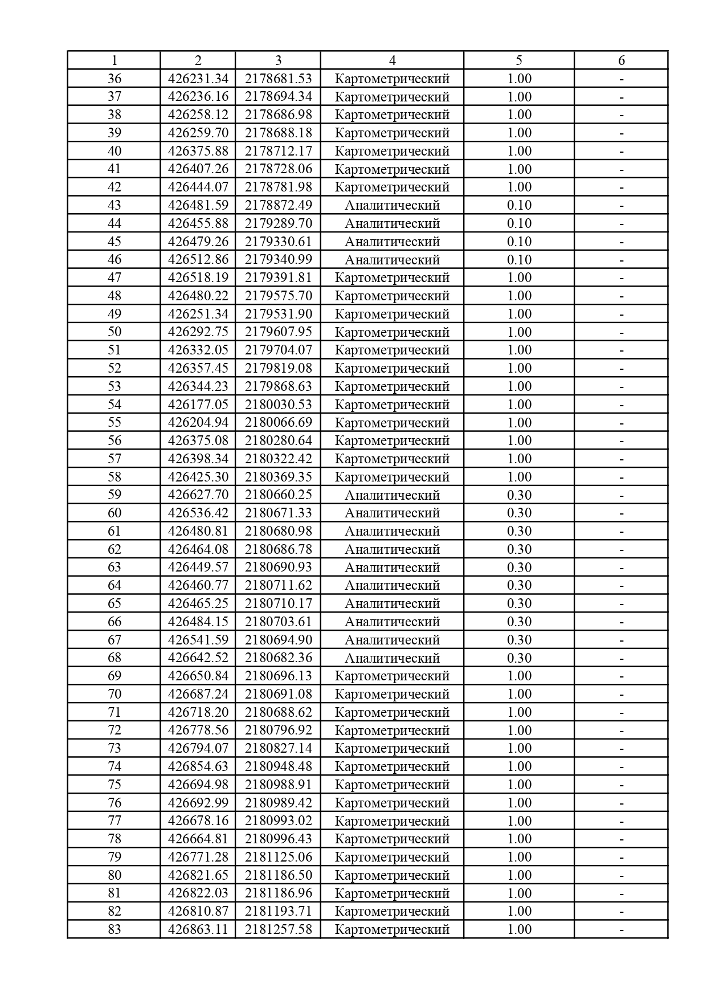 1 2 3 4 5 6
36 426231.34 2178681.53 Картометрический 1.00 -
37 426236.16 2178694.34 Картометрический 1.00 -
38 426258.12 2178686.98 Картометрический 1.00 -
39 426259.70 2178688.18 Картометрический 1.00 -
40 426375.88 2178712.17 Картометрический 1.00 -
41 426407.26 2178728.06 Картометрический 1.00 -
42 426444.07 2178781.98 Картометрический 1.00 -
43 426481.59 2178872.49 Аналитический 0.10 -
44 426455.88 2179289.70 Аналитический 0.10 -
45 426479.26 2179330.61 Аналитический 0.10 -
46 426512.86 2179340.99 Аналитический 0.10 -
47 426518.19 2179391.81 Картометрический 1.00 -
48 426480.22 2179575.70 Картометрический 1.00 -
49 426251.34 2179531.90 Картометрический 1.00 -
50 426292.75 2179607.95 Картометрический 1.00 -
51 426332.05 2179704.07 Картометрический 1.00 -
52 426357.45 2179819.08 Картометрический 1.00 -
53 426344.23 2179868.63 Картометрический 1.00 -
54 426177.05 2180030.53 Картометрический 1.00 -
55 426204.94 2180066.69 Картометрический 1.00 -
56 426375.08 2180280.64 Картометрический 1.00 -
57 426398.34 2180322.42 Картометрический 1.00 -
58 426425.30 2180369.35 Картометрический 1.00 -
59 426627.70 2180660.25 Аналитический 0.30 -
60 426536.42 2180671.33 Аналитический 0.30 -
61 426480.81 2180680.98 Аналитический 0.30 -
62 426464.08 2180686.78 Аналитический 0.30 -
63 426449.57 2180690.93 Аналитический 0.30 -
64 426460.77 2180711.62 Аналитический 0.30 -
65 426465.25 2180710.17 Аналитический 0.30 -
66 426484.15 2180703.61 Аналитический 0.30 -
67 426541.59 2180694.90 Аналитический 0.30 -
68 426642.52 2180682.36 Аналитический 0.30 -
69 426650.84 2180696.13 Картометрический 1.00 -
70 426687.24 2180691.08 Картометрический 1.00 -
71 426718.20 2180688.62 Картометрический 1.00 -
72 426778.56 2180796.92 Картометрический 1.00 -
73 426794.07 2180827.14 Картометрический 1.00 -
74 426854.63 2180948.48 Картометрический 1.00 -
75 426694.98 2180988.91 Картометрический 1.00 -
76 426692.99 2180989.42 Картометрический 1.00 -
77 426678.16 2180993.02 Картометрический 1.00 -
78 426664.81 2180996.43 Картометрический 1.00 -
79 426771.28 2181125.06 Картометрический 1.00 -
80 426821.65 2181186.50 Картометрический 1.00 -
81 426822.03 2181186.96 Картометрический 1.00 -
82 426810.87 2181193.71 Картометрический 1.00 -
83 426863.11 2181257.58 Картометрический 1.00 -